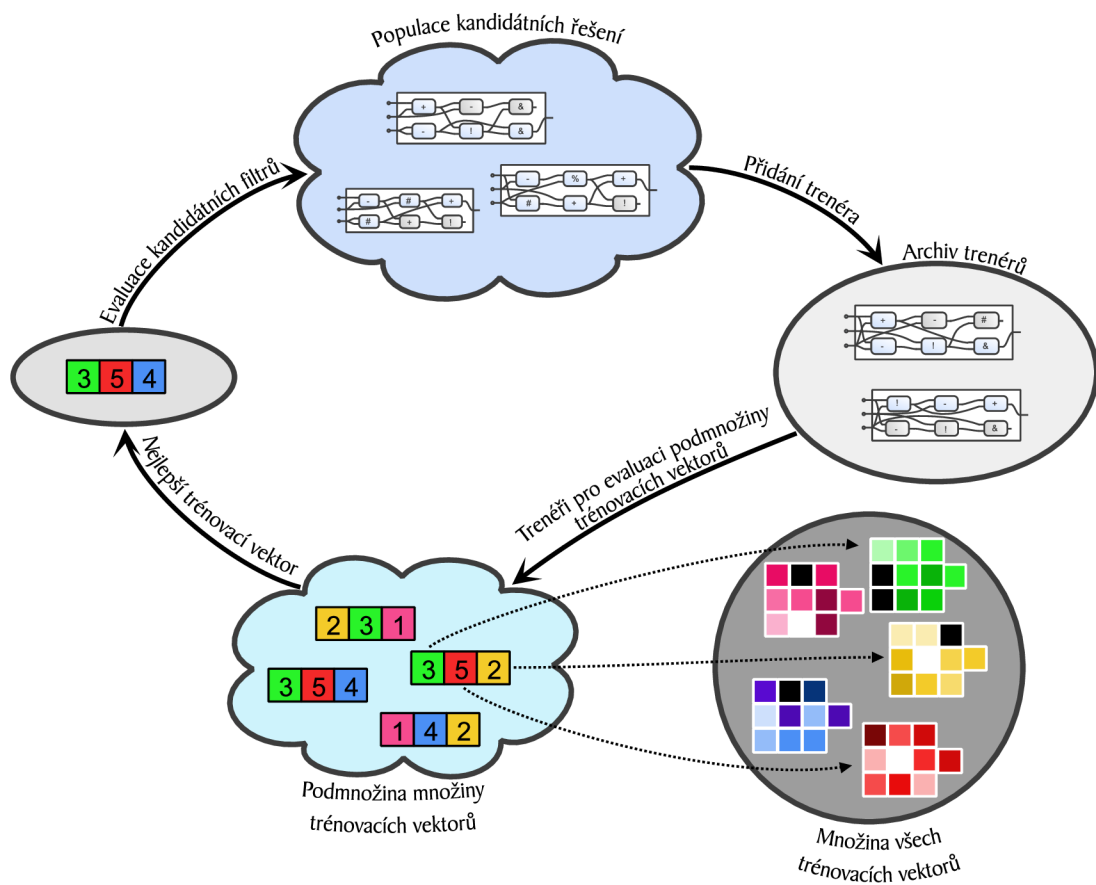 Populace kandidátních řešení
+ - &
- ! &
- % +
# + !
- # +
# + !
Evaluace kandidátních filtrů
Přidání trenéra
Archiv trenérů
+ - #
- ! &
! - +
- ! &
3 5 4
Nejlepší trénovací vektor
Trenéři pro evaluaci podmnožiny
trénovacích vektorů
2 3 1
3 5 2
3 5 4
1 4 2
Podmnožina množiny
trénovacích vektorů
Množina všech
trénovacích vektorů